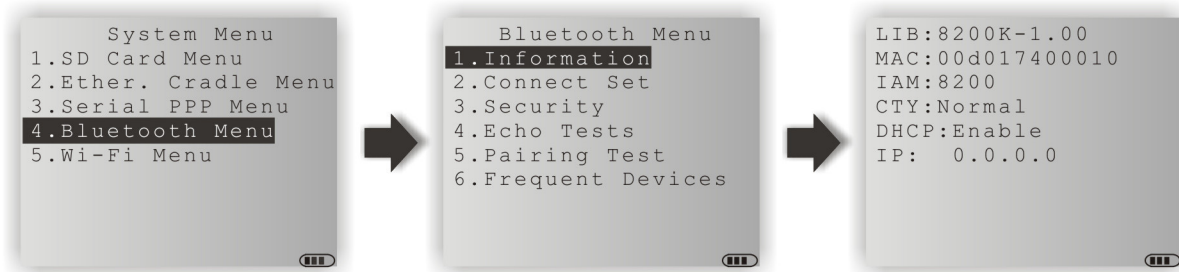 System Menu
1.SD Card Menu
2.Ether. Cradle Menu
3.Serial PPP Menu
4.Bluetooth Menu
5.Wi-Fi Menu
Bluetooth Menu
1.Information
2.Connect Set
3.Security
4.Echo Tests
5.Pairing Test
6.Frequent Devices
LIB:8200K-1.00
MAC:00d017400010
IAM:8200
CTY:Normal
DHCP:Enable
IP: 0.0.0.0